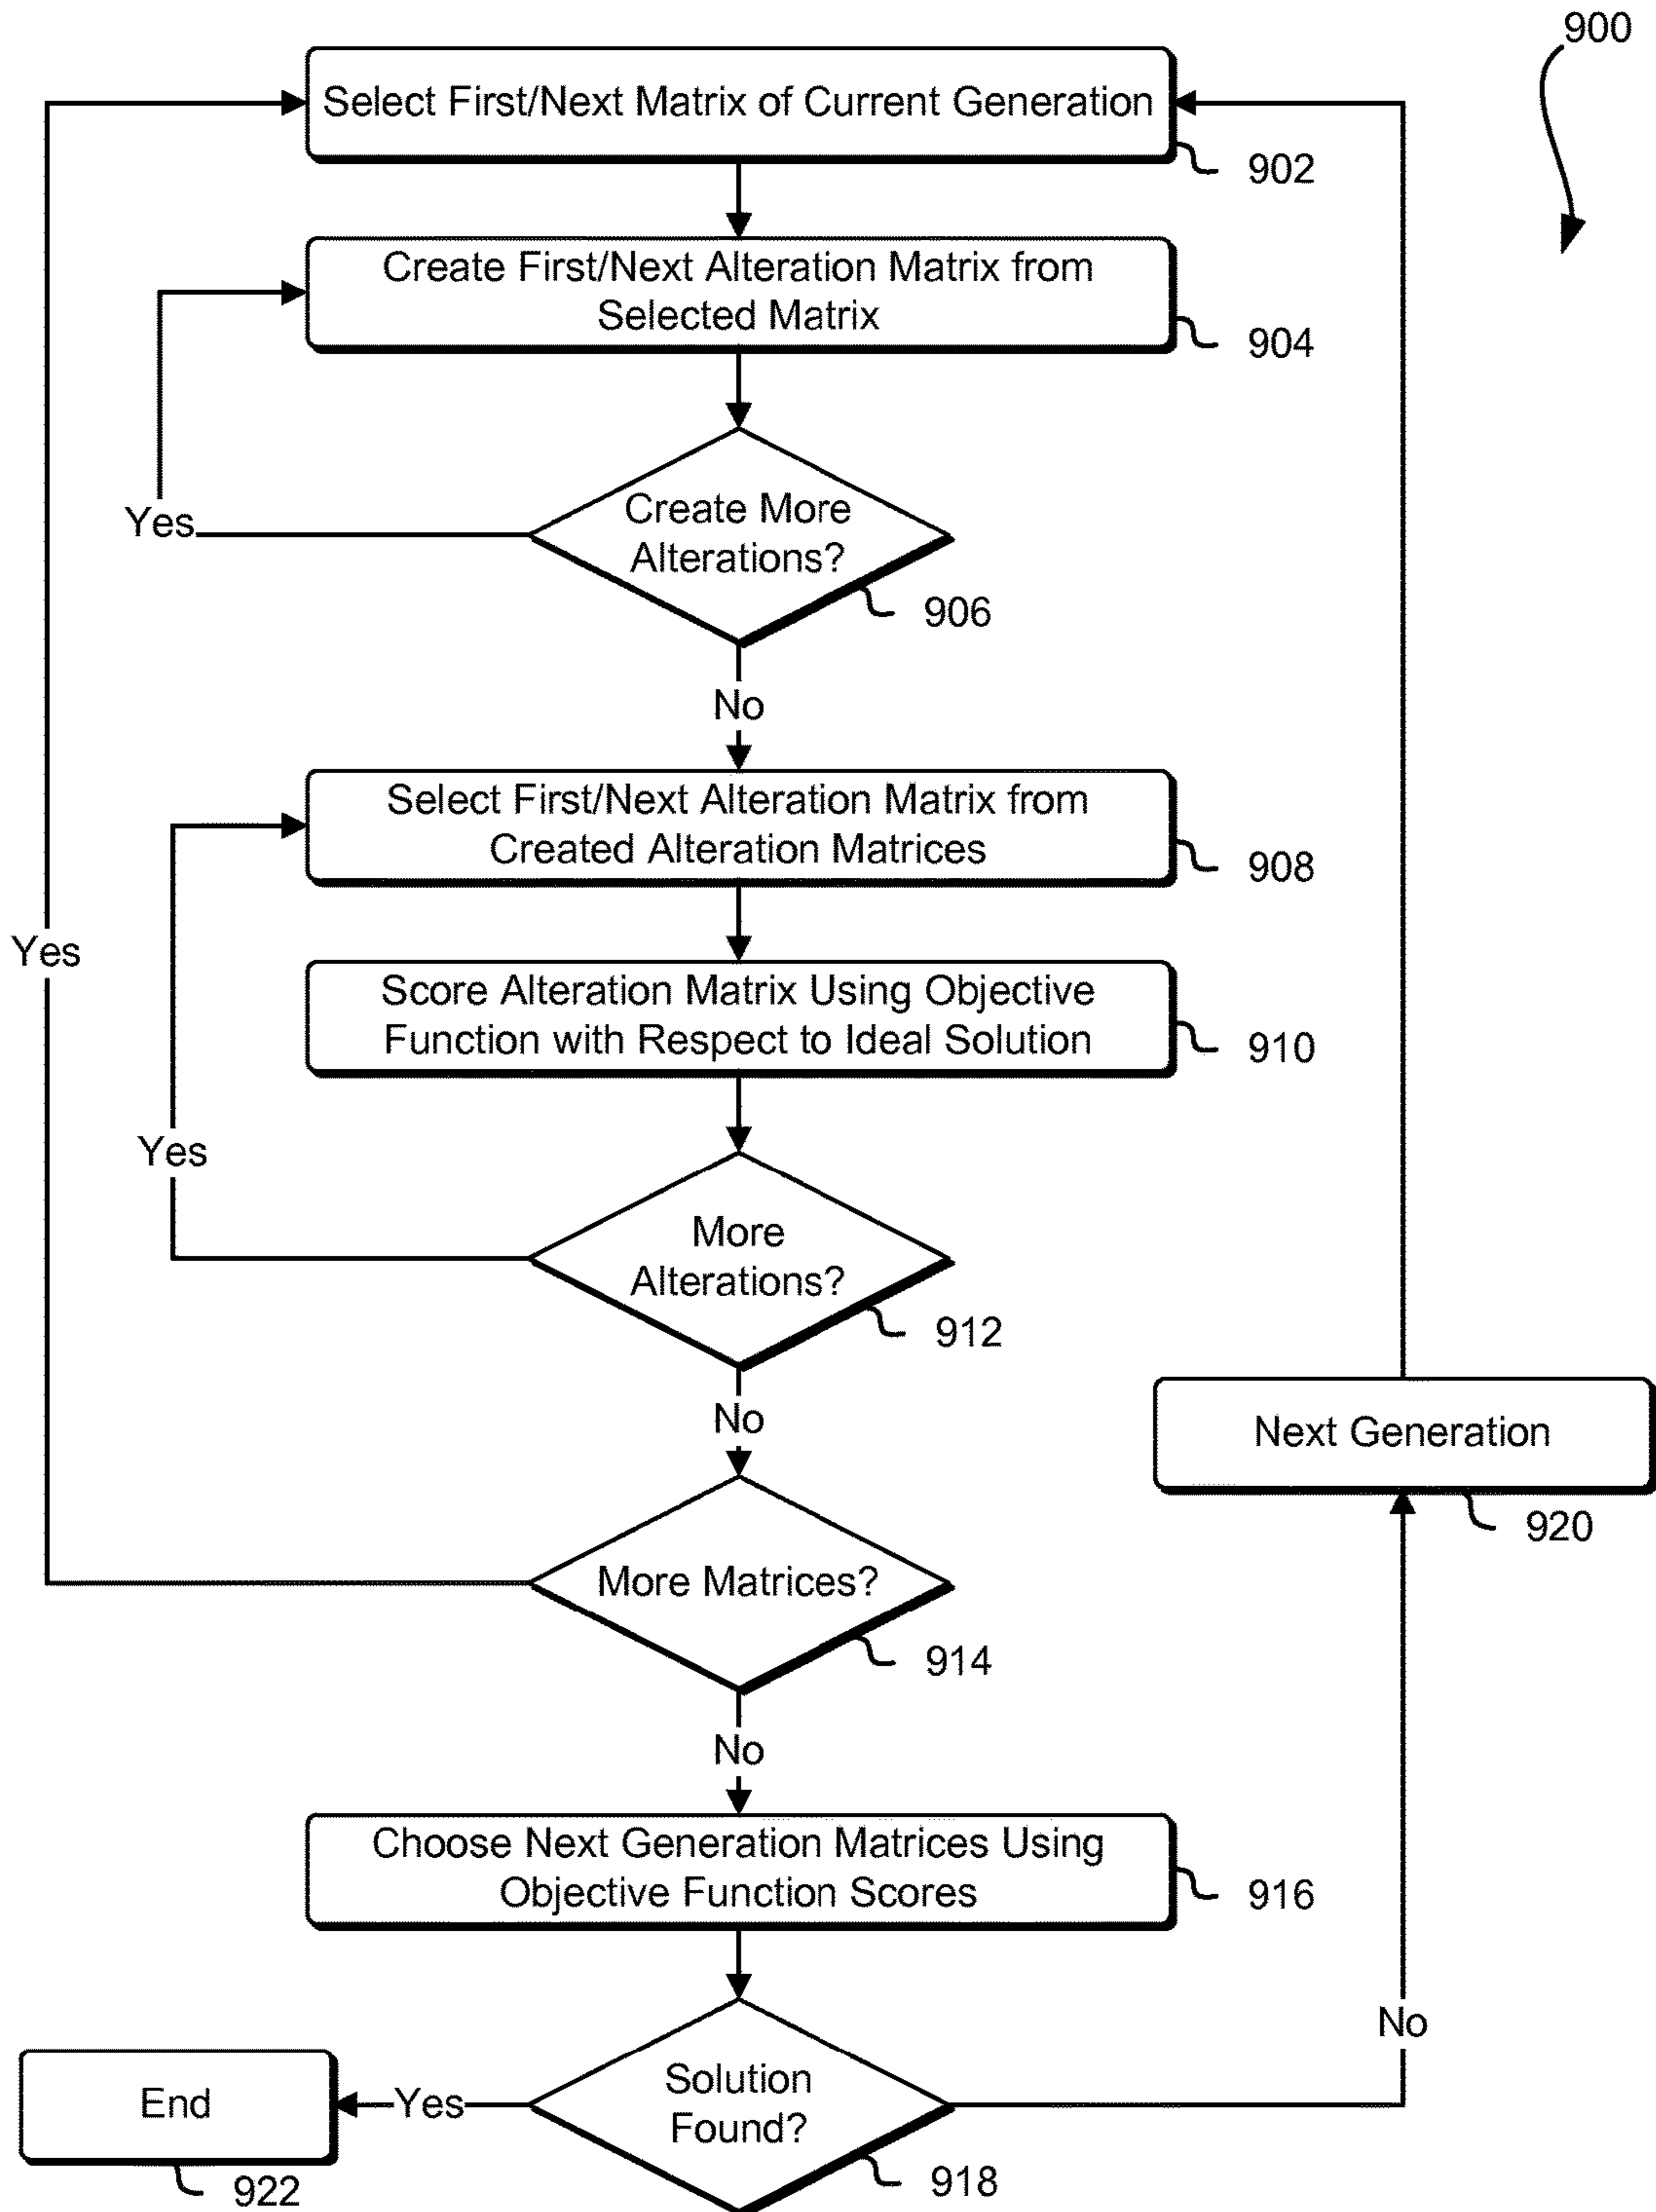 900
Select First/Next Matrix of Current Generation
902
Create First/Next Alteration Matrix from
Selected Matrix
904
Create More
Alterations?
Yes
906
No
Select First/Next Alteration Matrix from
Created Alteration Matrices
908
Yes
Score Alteration Matrix Using Objective
Function with Respect to Ideal Solution
910
Yes
More
Alterations?
912
No
Next Generation
920
More Matrices?
914
No
Choose Next Generation Matrices Using
Objective Function Scores
916
No
Solution
Found?
Yes
End
918
922